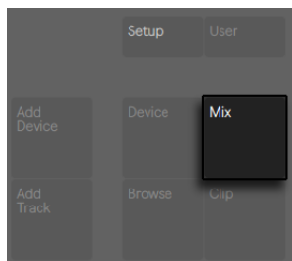 Setup User
Add
Device
Device Mix
Add
Track
Browse Clip